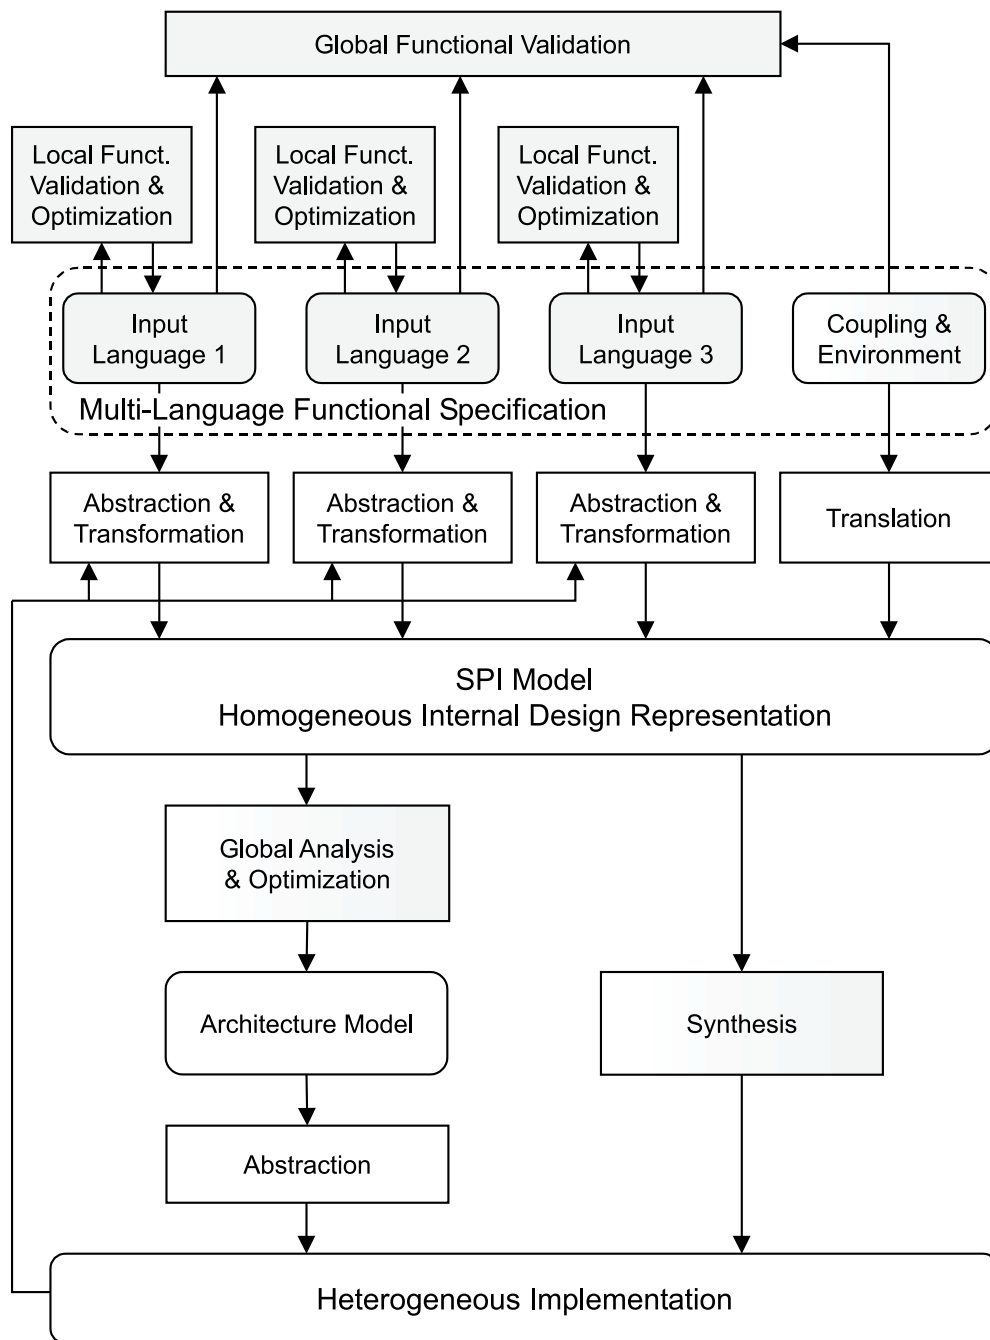 Global Functional Validation
Local Funct.
Validation &
Optimization
Local Funct.
Validation &
Optimization
Local Funct.
Validation &
Optimization
Input
Language 1
Input
Language 2
Input
Language 3
Coupling &
Environment
Multi-Language Functional Specification
Abstraction &
Transformation
Abstraction &
Transformation
Abstraction &
Transformation
Translation
SPI Model
Homogeneous Internal Design Representation
Global Analysis
& Optimization
Architecture Model
Synthesis
Abstraction
Heterogeneous Implementation